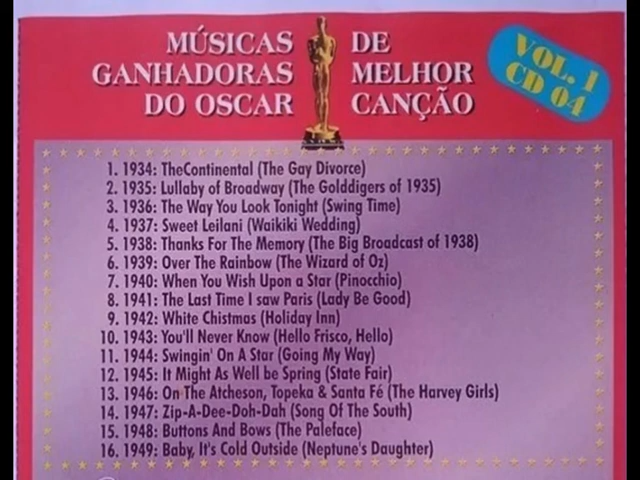 MÚSICAS DE
GANHADORAS MELHOR
DO OSCAR CANÇÃO
VOL. 1
CD 04
1. 1934: TheContinental (The Gay Divorce)
2. 1935: Lullaby of Broadway (The Golddigers of 1935)
3. 1936: The Way You Look Tonight (Swing Time)
4. 1937: Sweet Leilani (Waikiki Wedding)
5. 1938: Thanks For The Memory (The Big Broadcast of 1938)
6. 1939: Over The Rainbow (The Wizard of Oz)
7. 1940: When You Wish Upon a Star (Pinocchio)
8. 1941: The Last Time I saw Paris (Lady Be Good)
9. 1942: White Chistmas (Holiday Inn)
10. 1943: You'll Never Know (Hello Frisco, Hello)
11. 1944: Swingin' On A Star (Going My Way)
12. 1945: It Might As Well be Spring (State Fair)
13. 1946: On The Atcheson, Topeka & Santa Fé (The Harvey Girls)
14. 1947: Zip-A-Dee-Doh-Dah (Song Of The South)
15. 1948: Buttons And Bows (The Paleface)
16. 1949: Baby, It's Cold Outside (Neptune's Daughter)